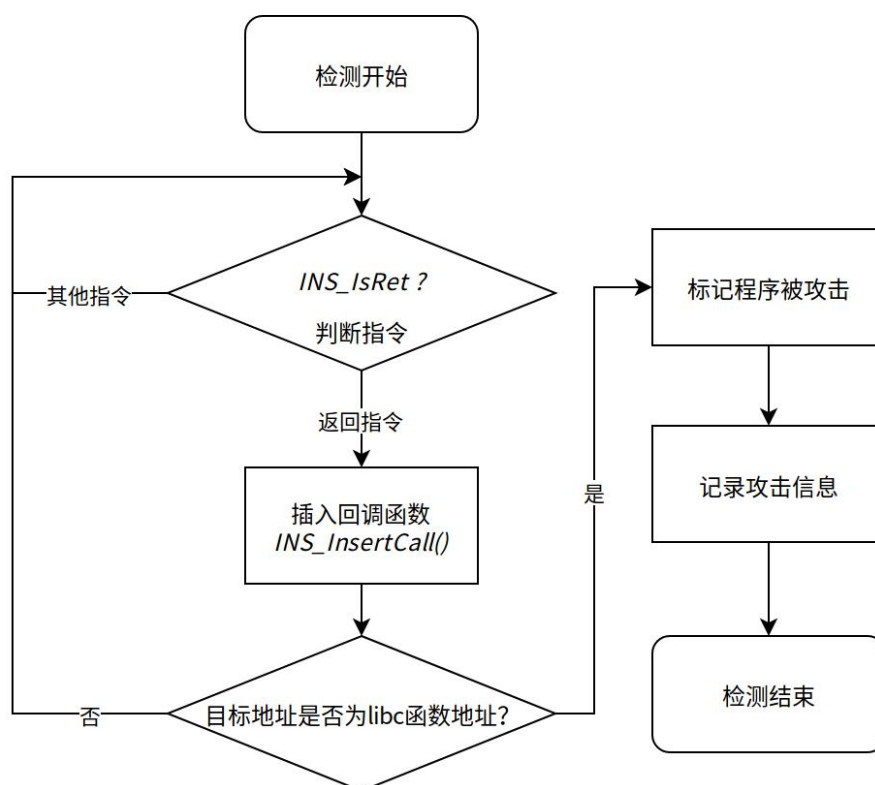 检测开始
INS_IsRet ?
判断指令
其他指令
返回指令
插入回调函数
INS_InsertCall()
目标地址是否为libc函数地址?
否
是
标记程序被攻击
记录攻击信息
检测结束